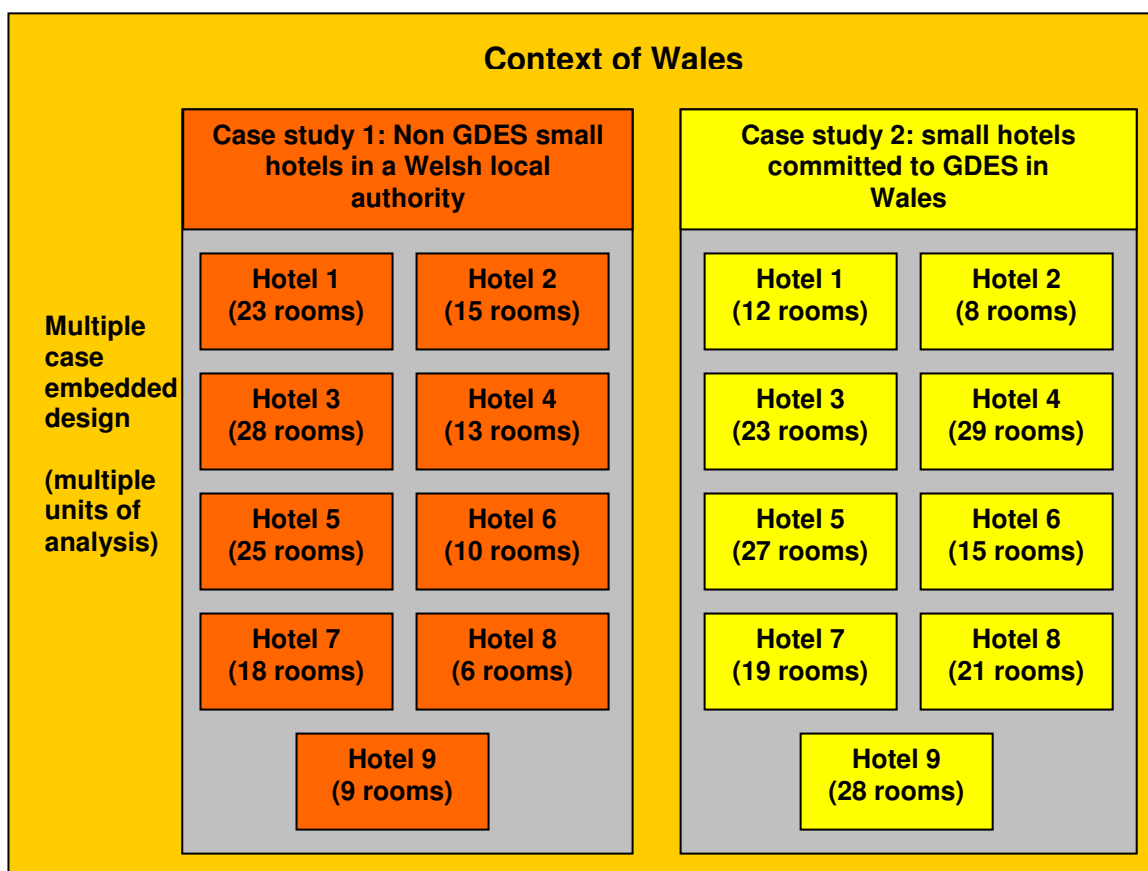 Context of Wales
Multiple
case
embedded
design
(multiple
units of
analysis)
Case study 1: Non GDES small
hotels in a Welsh local
authority
Hotel 1
(23 rooms)
Hotel 2
(15 rooms)
Hotel 3
(28 rooms)
Hotel 4
(13 rooms)
Hotel 5
(25 rooms)
Hotel 6
(10 rooms)
Hotel 7
(18 rooms)
Hotel 8
(6 rooms)
Hotel 9
(9 rooms)
Case study 2: small hotels
committed to GDES in
Wales
Hotel 1
(12 rooms)
Hotel 2
(8 rooms)
Hotel 3
(23 rooms)
Hotel 4
(29 rooms)
Hotel 5
(27 rooms)
Hotel 6
(15 rooms)
Hotel 7
(19 rooms)
Hotel 8
(21 rooms)
Hotel 9
(28 rooms)